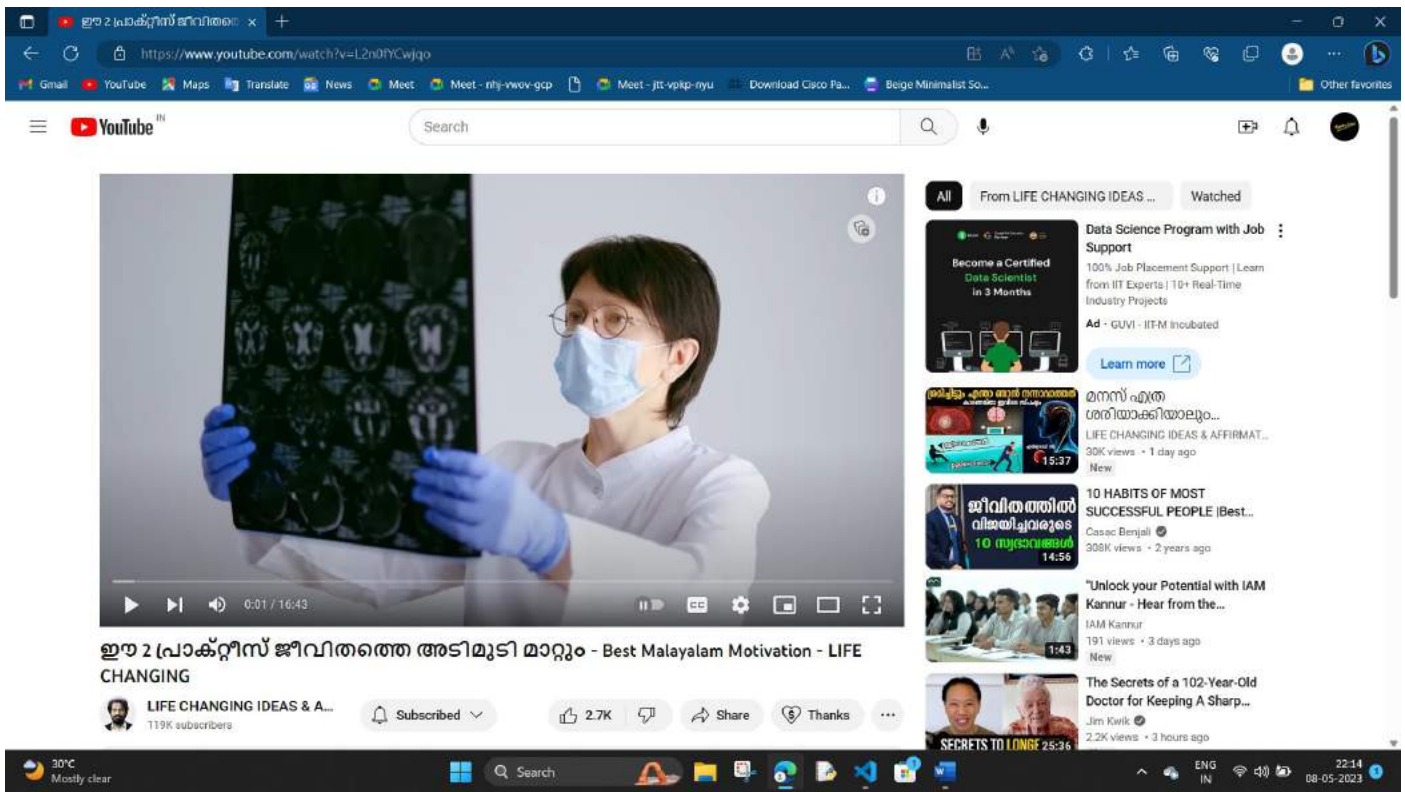 ഈ 2 പ്രാക്റ്റീസ് ജീവിതത്തെ
https://www.youtube.com/watch?v=L2n0fYCwjqo
Gmail YouTube Maps Translate News Meet Meet - nhj-vwov-gcp Meet - jtt-vpkp-nyu Download Cisco Pa... Beige Minimalist So... Other favorites
YouTube IN
Search
All From LIFE CHANGING IDEAS ... Watched
Become a Certified
Data Scientist
in 3 Months
Data Science Program with Job
Support
100% Job Placement Support | Learn
from IIT Experts | 10+ Real-Time
Industry Projects
Ad - GUVI - IIT-M Incubated
Learn more
15:37
മനസ് എത്ര
ശരിയാക്കിയാലും...
LIFE CHANGING IDEAS & AFFIRMAT...
30K views • 1 day ago
New
ജീവിതത്തിൽ
വിജയിച്ചവരുടെ
10 സ്വഭാവങ്ങൾ
14:56
10 HABITS OF MOST
SUCCESSFUL PEOPLE |Best...
Casac Benjali
308K views • 2 years ago
1:43
"Unlock your Potential with IAM
Kannur - Hear from the...
IAM Kannur
191 views • 3 days ago
New
SECRETS TO LONGE 25:36
The Secrets of a 102-Year-Old
Doctor for Keeping A Sharp...
Jim Kwik
2.2K views • 3 hours ago
0:01 / 16:43
CC
ഈ 2 പ്രാക്റ്റീസ് ജീവിതത്തെ അടിമുടി മാറ്റും - Best Malayalam Motivation - LIFE
CHANGING
LIFE CHANGING IDEAS & A...
119K subscribers
Subscribed 2.7K Share Thanks
30°C
Mostly clear
Search
ENG
IN
22:14
08-05-2023
1